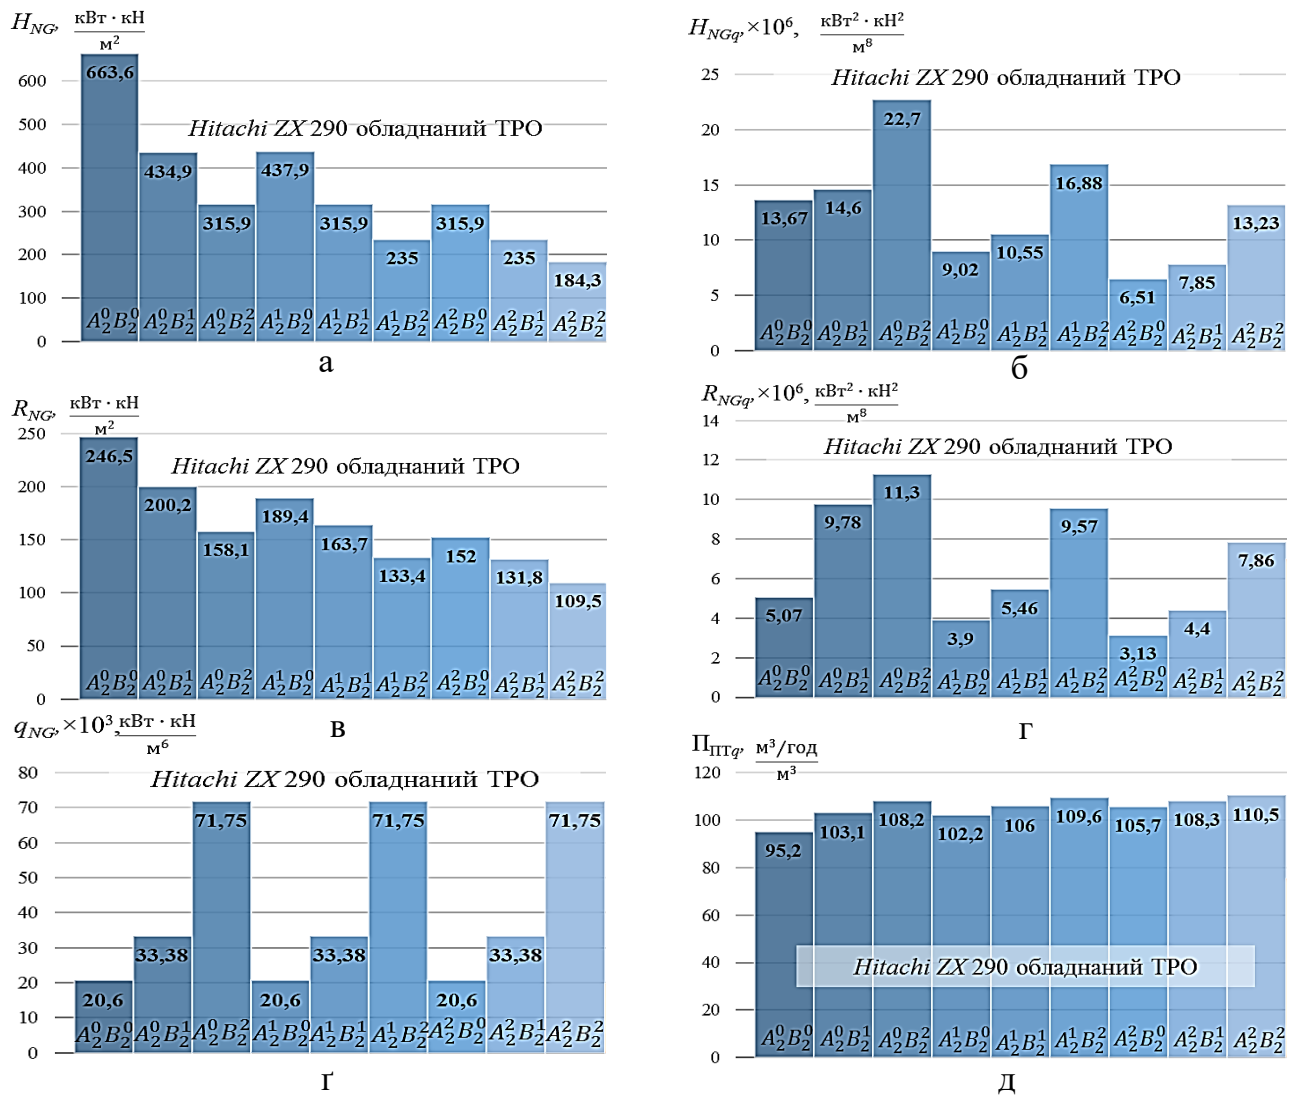 H_NG, кВт · кН / м²
600
500
400
300
200
100
0
Hitachi ZX 290 обладнаний ТРО
663,6 434,9 315,9 437,9 315,9 235 315,9 235 184,3
A₂⁰B₂⁰ A₂⁰B₂¹ A₂⁰B₂² A₂¹B₂⁰ A₂¹B₂¹ A₂¹B₂² A₂²B₂⁰ A₂²B₂¹ A₂²B₂²
а
H_NGq, ×10⁶, кВт² · кН² / м⁸
25
20
15
10
5
0
Hitachi ZX 290 обладнаний ТРО
13,67 14,6 22,7 9,02 10,55 16,88 6,51 7,85 13,23
A₂⁰B₂⁰ A₂⁰B₂¹ A₂⁰B₂² A₂¹B₂⁰ A₂¹B₂¹ A₂¹B₂² A₂²B₂⁰ A₂²B₂¹ A₂²B₂²
б
R_NG, кВт · кН / м²
250
200
150
100
50
0
Hitachi ZX 290 обладнаний ТРО
246,5 200,2 158,1 189,4 163,7 133,4 152 131,8 109,5
A₂⁰B₂⁰ A₂⁰B₂¹ A₂⁰B₂² A₂¹B₂⁰ A₂¹B₂¹ A₂¹B₂² A₂²B₂⁰ A₂²B₂¹ A₂²B₂²
в
R_NGq, ×10⁶, кВт² · кН² / м⁸
14
12
10
8
6
4
2
0
Hitachi ZX 290 обладнаний ТРО
5,07 9,78 11,3 3,9 5,46 9,57 3,13 4,4 7,86
A₂⁰B₂⁰ A₂⁰B₂¹ A₂⁰B₂² A₂¹B₂⁰ A₂¹B₂¹ A₂¹B₂² A₂²B₂⁰ A₂²B₂¹ A₂²B₂²
г
q_NG, ×10³, кВт · кН / м⁶
80
70
60
50
40
30
20
10
0
Hitachi ZX 290 обладнаний ТРО
20,6 33,38 71,75 20,6 33,38 71,75 20,6 33,38 71,75
A₂⁰B₂⁰ A₂⁰B₂¹ A₂⁰B₂² A₂¹B₂⁰ A₂¹B₂¹ A₂¹B₂² A₂²B₂⁰ A₂²B₂¹ A₂²B₂²
ґ
П_ПТq, м³/год / м³
120
100
80
60
40
20
0
95,2 103,1 108,2 102,2 106 109,6 105,7 108,3 110,5
Hitachi ZX 290 обладнаний ТРО
A₂⁰B₂⁰ A₂⁰B₂¹ A₂⁰B₂² A₂¹B₂⁰ A₂¹B₂¹ A₂¹B₂² A₂²B₂⁰ A₂²B₂¹ A₂²B₂²
д